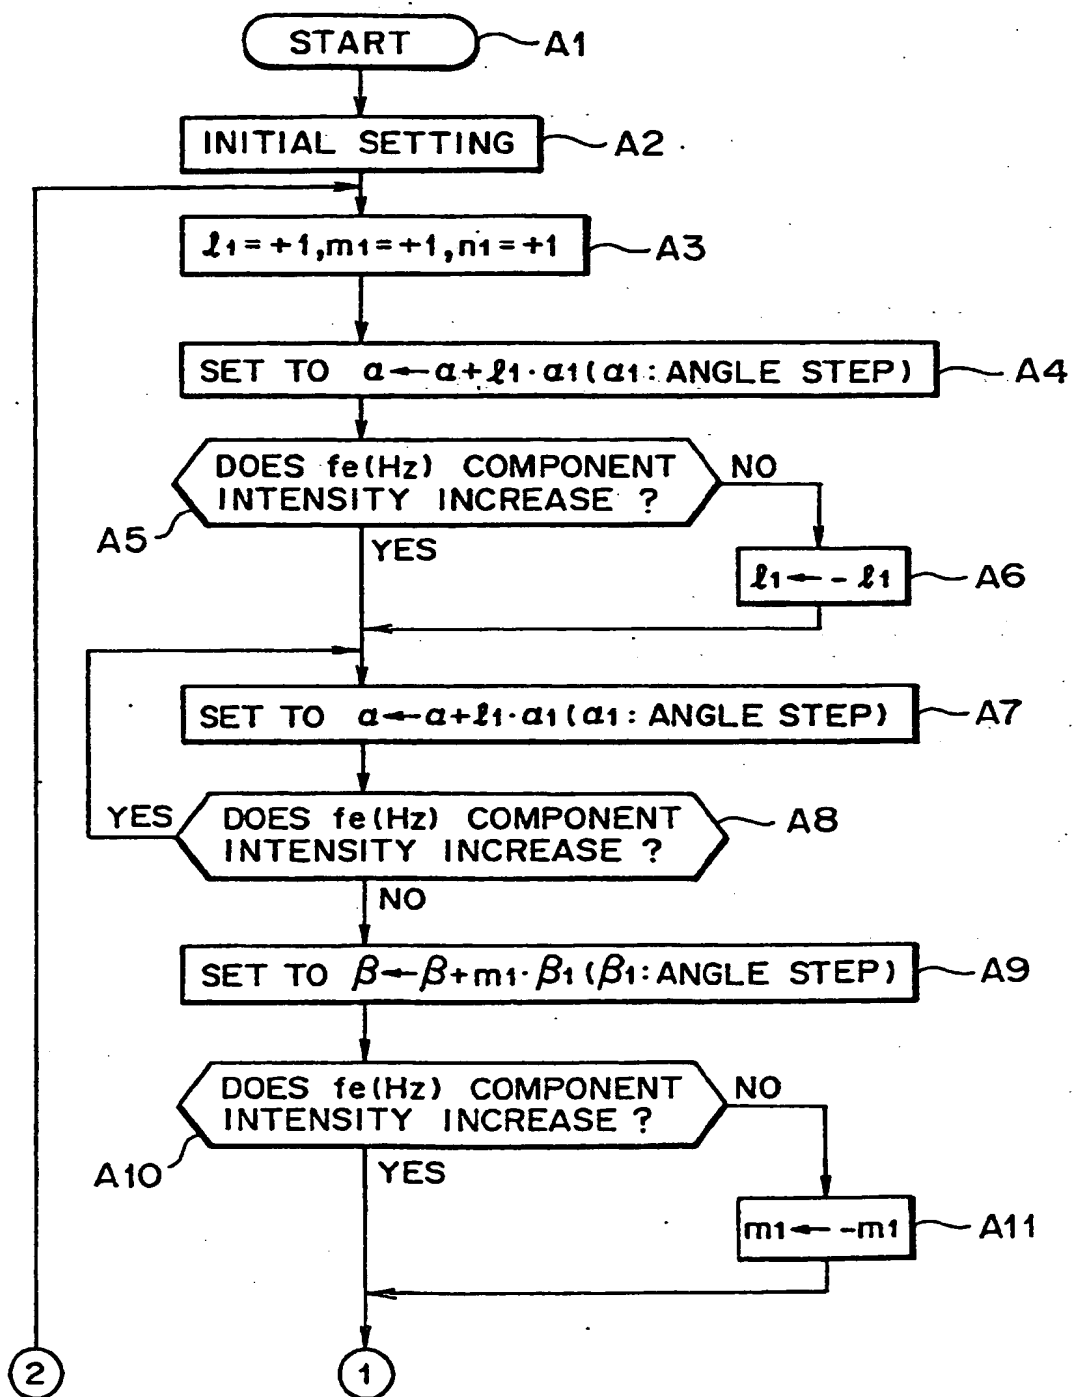 START
A1
INITIAL SETTING
A2
ℓ1=+1,m1=+1,n1=+1
A3
SET TO α←α+ℓ1·α1(α1:ANGLE STEP)
A4
DOES fe(Hz) COMPONENT
INTENSITY INCREASE ?
NO
A5
YES
ℓ1←-ℓ1
A6
SET TO α←α+ℓ1·α1(α1:ANGLE STEP)
A7
YES
DOES fe(Hz) COMPONENT
INTENSITY INCREASE ?
A8
NO
SET TO β←β+m1·β1(β1:ANGLE STEP)
A9
DOES fe(Hz) COMPONENT
INTENSITY INCREASE ?
NO
A10
YES
m1←-m1
A11
2
1